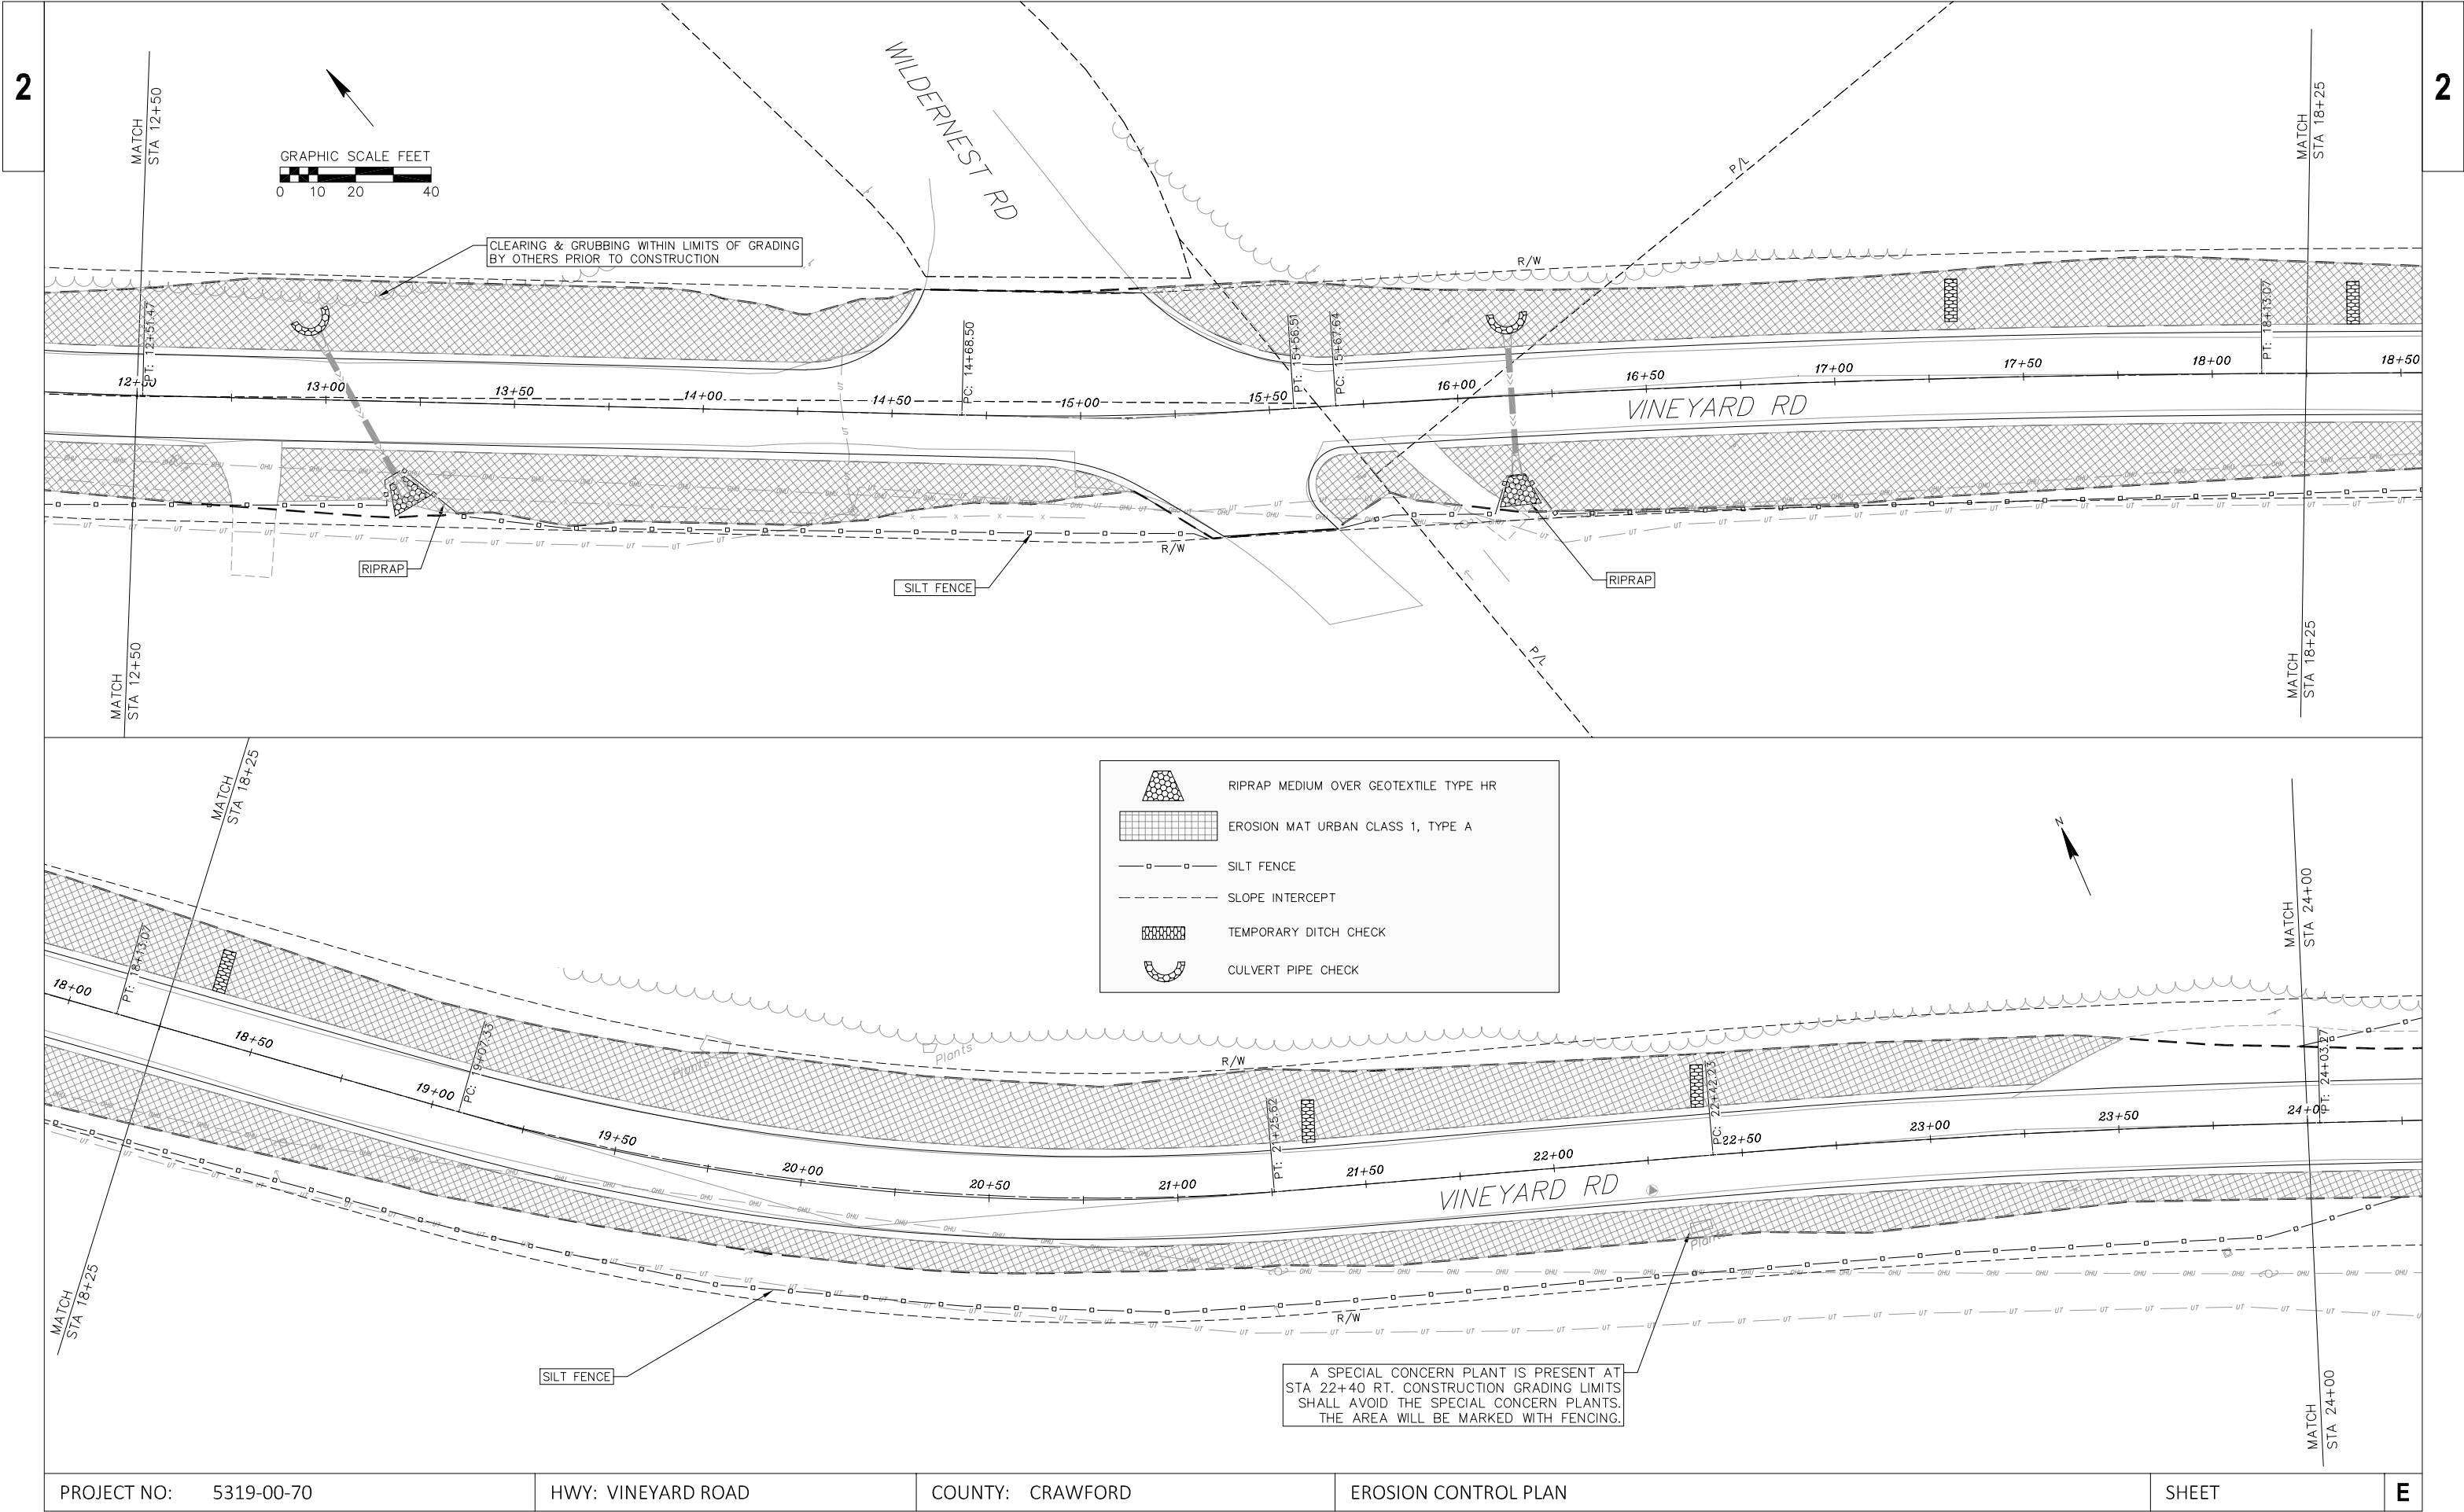 2
2
MATCH
STA 12+50
GRAPHIC SCALE FEET
0 10 20 40
WILDERNEST RD
P/L
MATCH
STA 18+25
CLEARING & GRUBBING WITHIN LIMITS OF GRADING
BY OTHERS PRIOR TO CONSTRUCTION
R/W
PT: 12+51.47
PC: 14+68.50
PT: 15+56.51
PC: 15+67.64
PT: 18+13.07
12+50
13+00
13+50
14+00
14+50
15+00
15+50
16+00
16+50
17+00
17+50
18+00
18+50
VINEYARD RD
RIPRAP
SILT FENCE
R/W
RIPRAP
P/L
MATCH
STA 12+50
MATCH
STA 18+25
MATCH
STA 18+25
RIPRAP MEDIUM OVER GEOTEXTILE TYPE HR
EROSION MAT URBAN CLASS 1, TYPE A
SILT FENCE
SLOPE INTERCEPT
TEMPORARY DITCH CHECK
CULVERT PIPE CHECK
N
MATCH
STA 24+00
PT: 18+13.07
PC: 19+07.33
PT: 21+25.62
PC: 22+42.23
PT: 24+03.27
Plants
Plants
R/W
18+00
18+50
19+00
19+50
20+00
20+50
21+00
21+50
22+00
22+50
23+00
23+50
VINEYARD RD
Plants
R/W
MATCH
STA 18+25
SILT FENCE
A SPECIAL CONCERN PLANT IS PRESENT AT
STA 22+40 RT. CONSTRUCTION GRADING LIMITS
SHALL AVOID THE SPECIAL CONCERN PLANTS.
THE AREA WILL BE MARKED WITH FENCING.
MATCH
STA 24+00
PROJECT NO: 5319-00-70
HWY: VINEYARD ROAD
COUNTY: CRAWFORD
EROSION CONTROL PLAN
SHEET
E